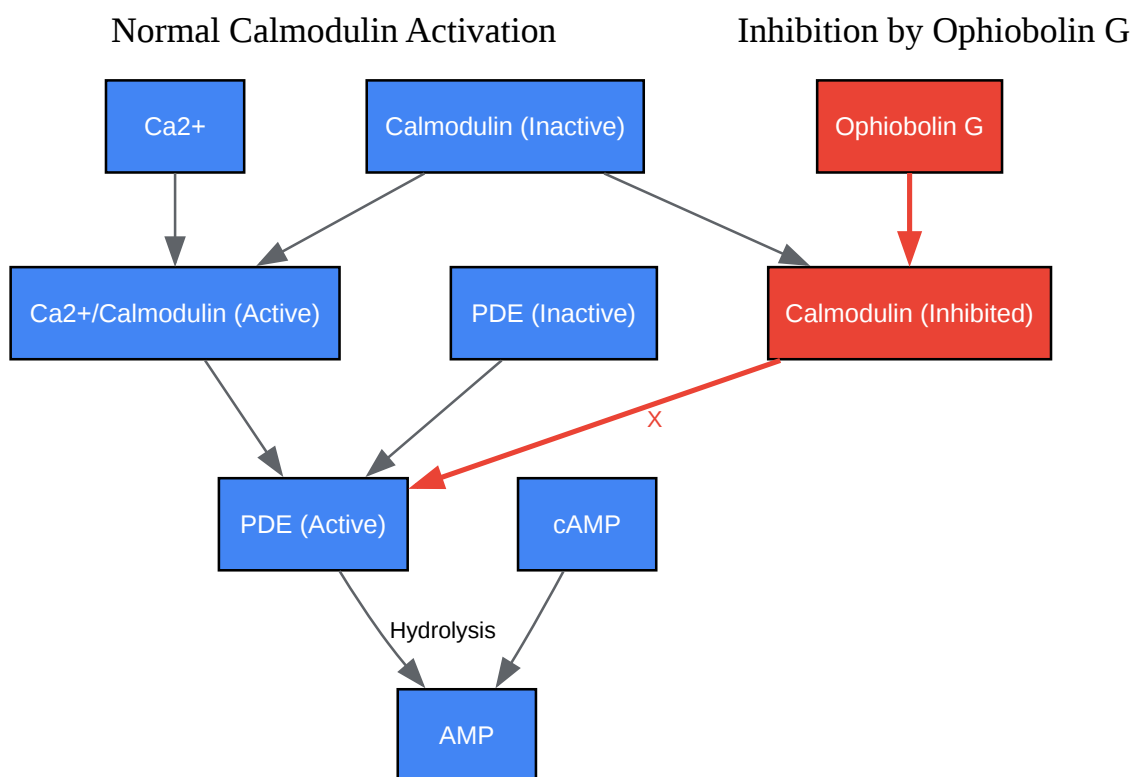 Normal Calmodulin Activation
Inhibition by Ophiobolin G
Ca2+
Calmodulin (Inactive)
Ophiobolin G
Ca2+/Calmodulin (Active)
PDE (Inactive)
Calmodulin (Inhibited)
X
PDE (Active)
cAMP
Hydrolysis
AMP